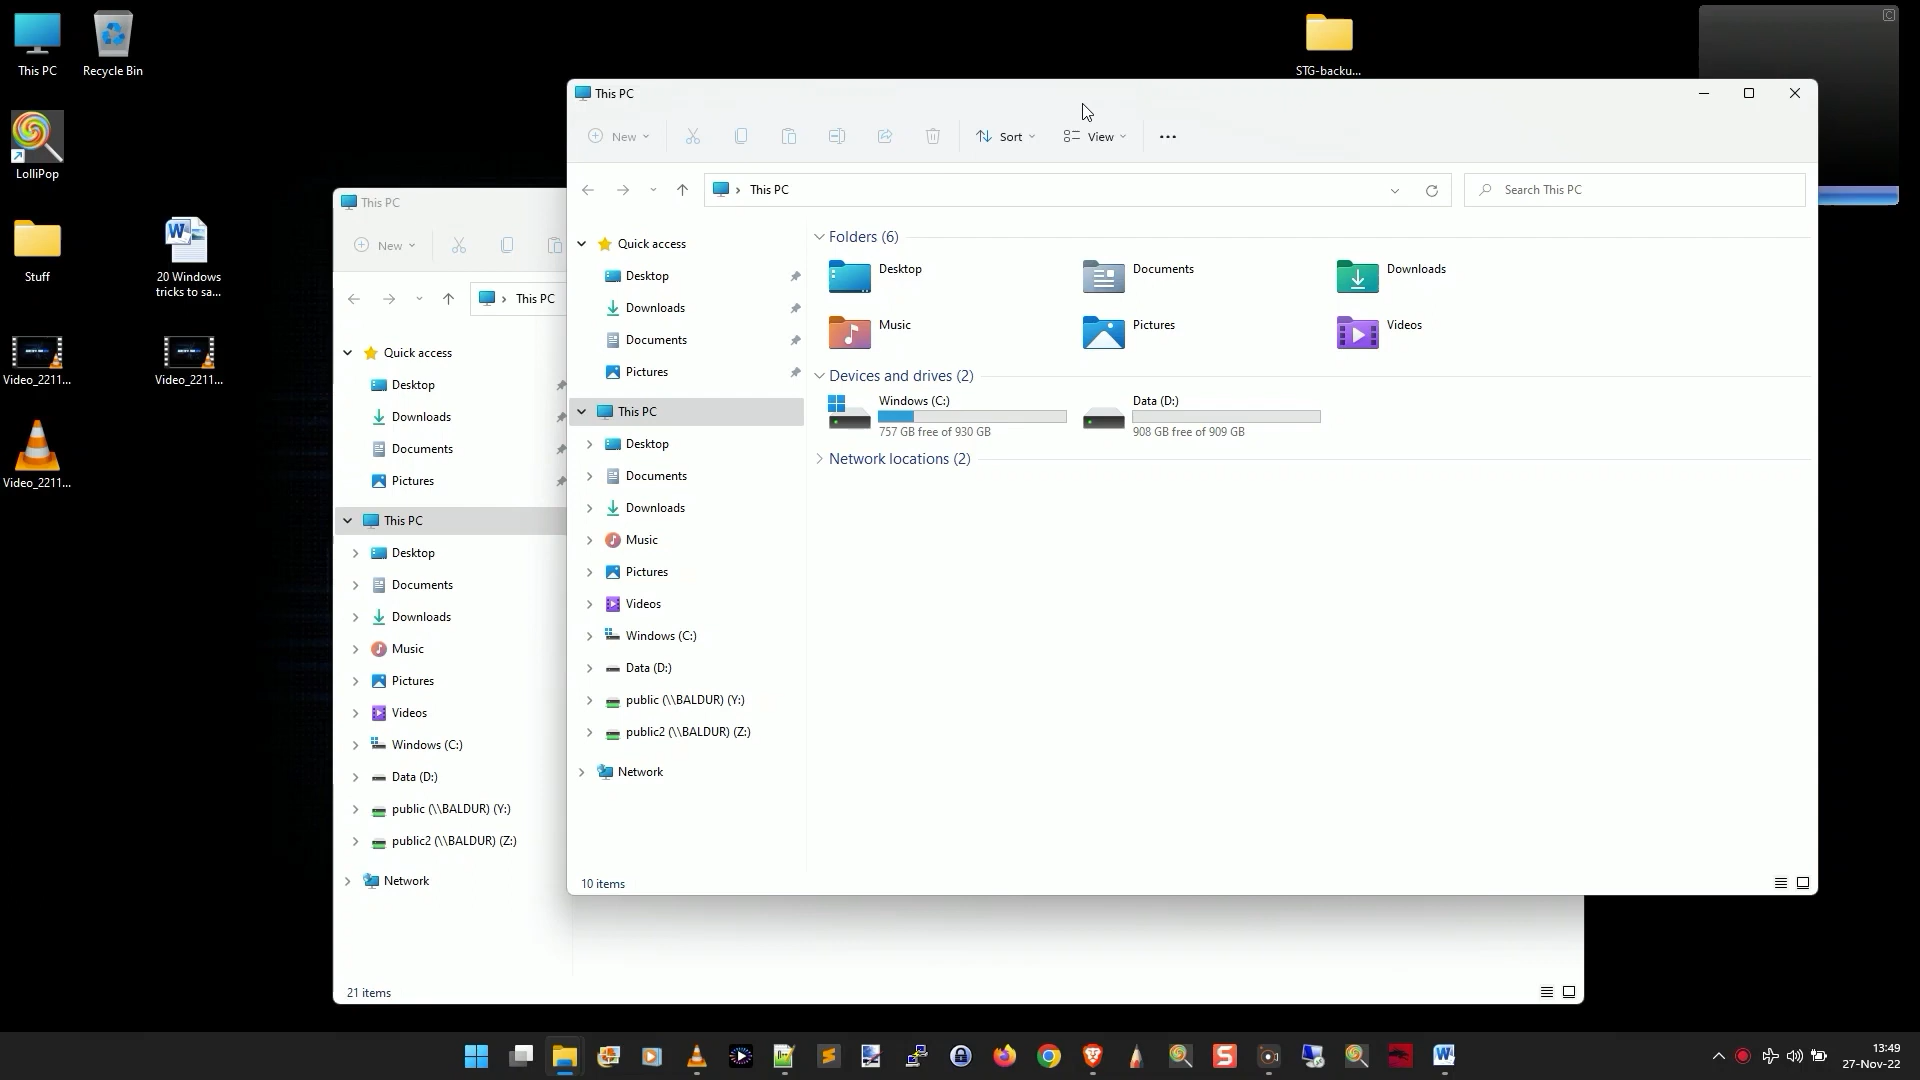 This PC
Recycle Bin
STG-backu...
LolliPop
Stuff
20 Windows
tricks to sa...
Video_2211...
Video_2211...
Video_2211...
This PC
New
Sort
View
This PC
Search This PC
Quick access
Desktop
Downloads
Documents
Pictures
This PC
Desktop
Documents
Downloads
Music
Pictures
Videos
Windows (C:)
Data (D:)
public (\\BALDUR) (Y:)
public2 (\\BALDUR) (Z:)
Network
Folders (6)
Desktop
Documents
Downloads
Music
Pictures
Videos
Devices and drives (2)
Windows (C:)
757 GB free of 930 GB
Data (D:)
908 GB free of 909 GB
Network locations (2)
10 items
This PC
New
This PC
Quick access
Desktop
Downloads
Documents
Pictures
This PC
Desktop
Documents
Downloads
Music
Pictures
Videos
Windows (C:)
Data (D:)
public (\\BALDUR) (Y:)
public2 (\\BALDUR) (Z:)
Network
21 items
13:49
27-Nov-22